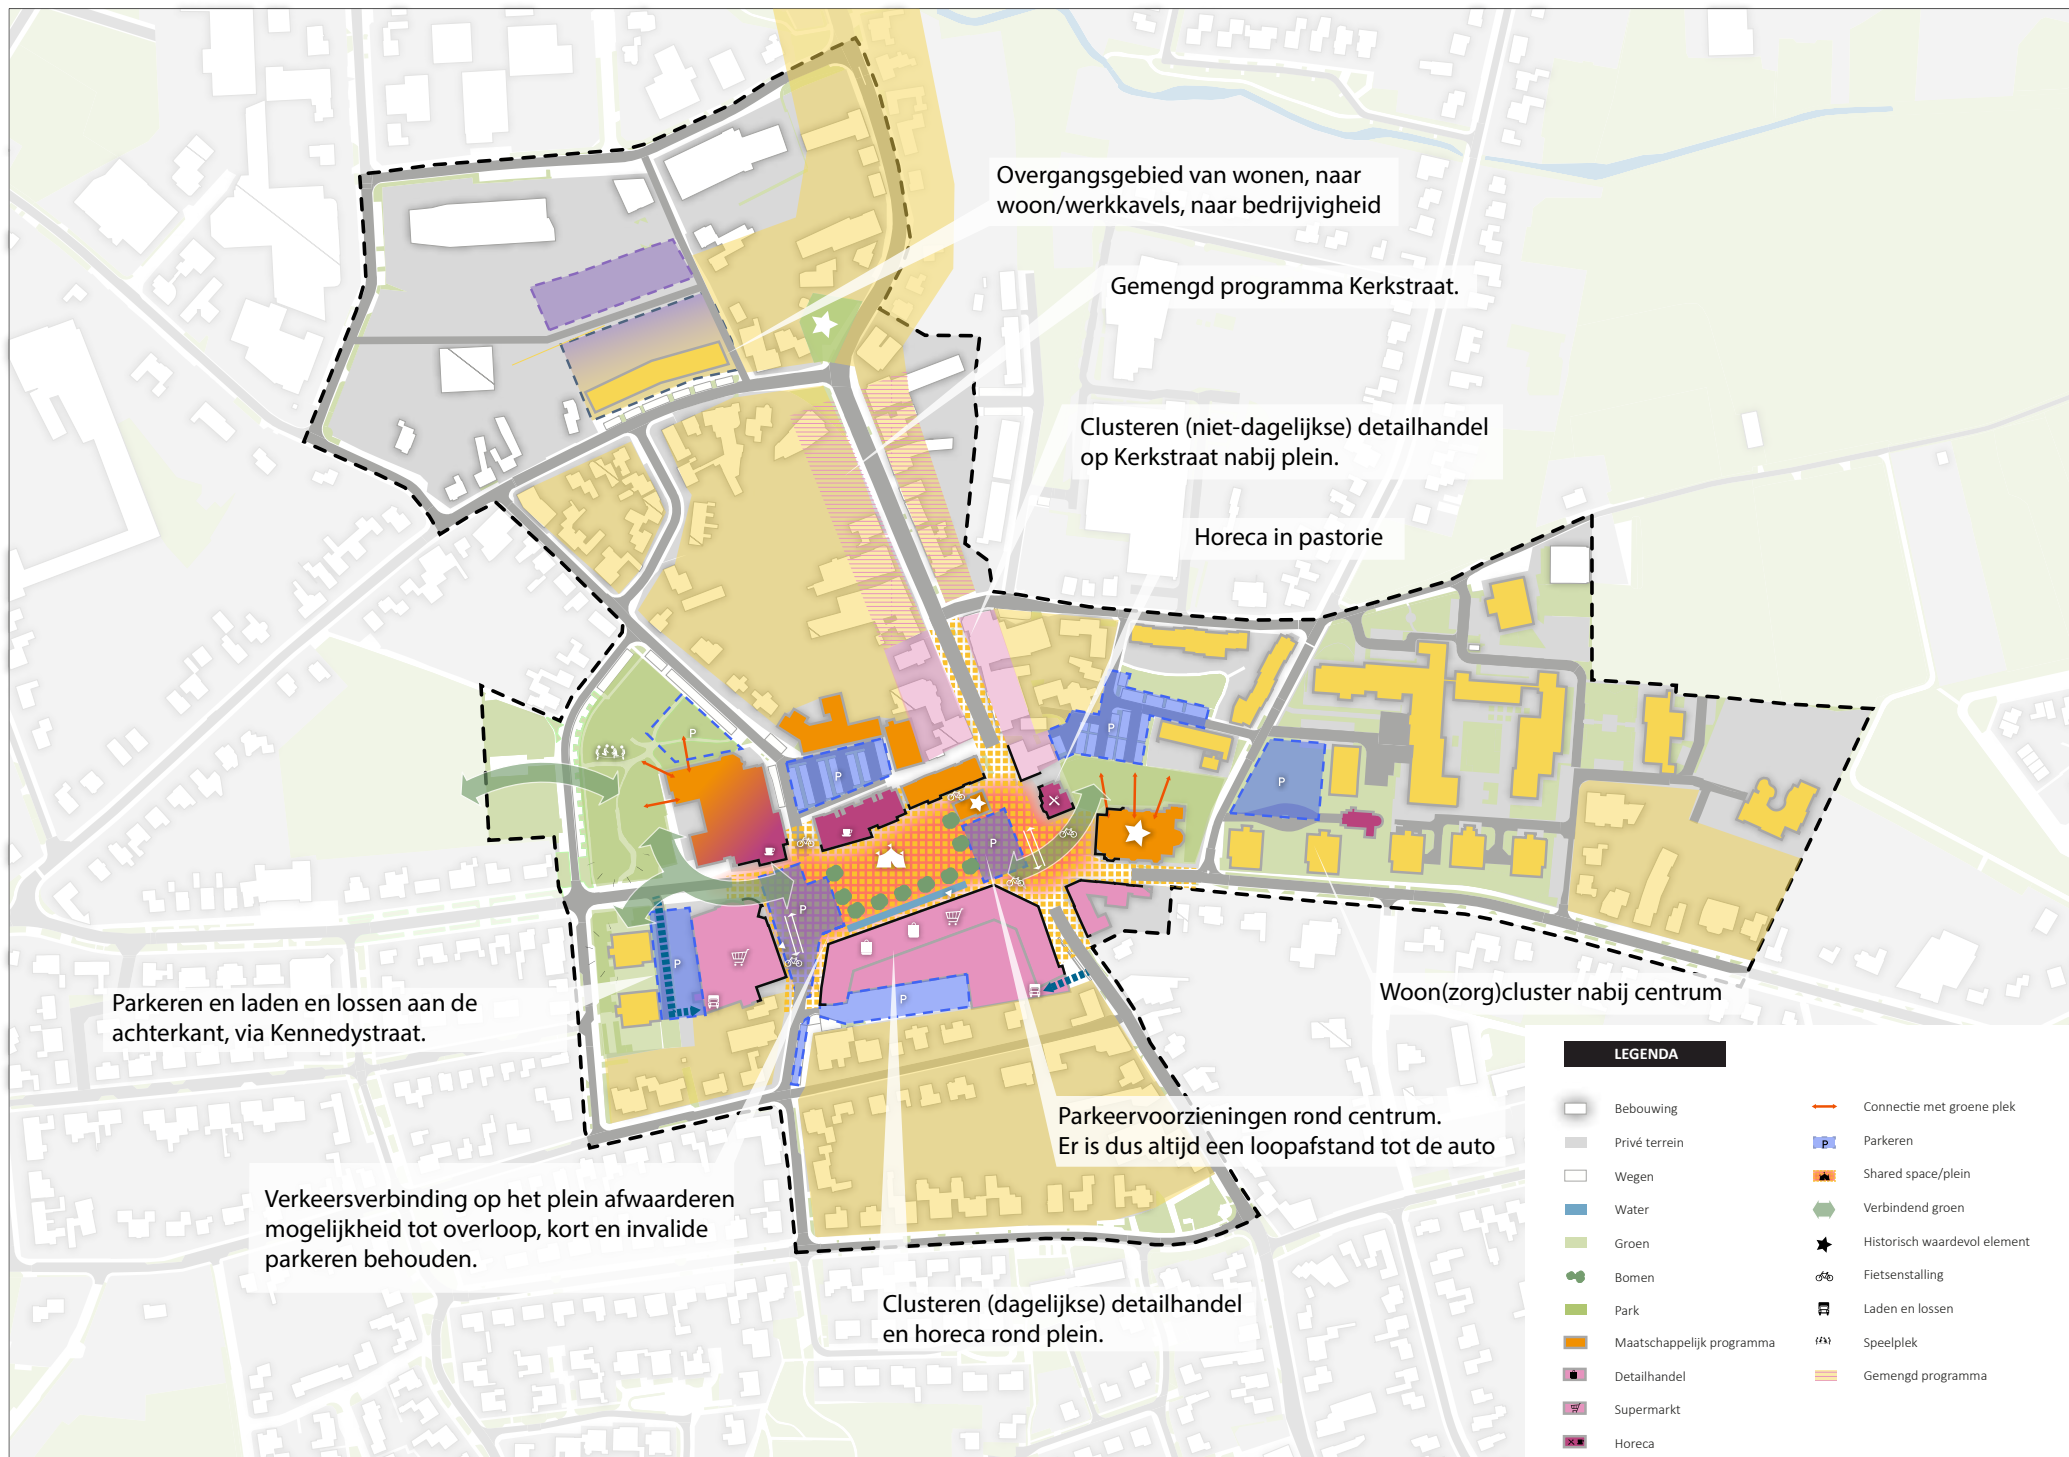 Overgangsgebied van wonen, naar
woon/werkkavels, naar bedrijvigheid
Gemengd programma Kerkstraat.
Clusteren (niet-dagelijkse) detailhandel
op Kerkstraat nabij plein.
Horeca in pastorie
P
P
P
P
P
P
P
P
Parkeren en laden en lossen aan de
achterkant, via Kennedystraat.
Woon(zorg)cluster nabij centrum
Parkeervoorzieningen rond centrum.
Er is dus altijd een loopafstand tot de auto
Verkeersverbinding op het plein afwaarderen
mogelijkheid tot overloop, kort en invalide
parkeren behouden.
Clusteren (dagelijkse) detailhandel
en horeca rond plein.
LEGENDA
Bebouwing
Privé terrein
Wegen
Water
Groen
Bomen
Park
Maatschappelijk programma
Detailhandel
Supermarkt
Horeca
Connectie met groene plek
P
Parkeren
Shared space/plein
Verbindend groen
Historisch waardevol element
Fietsenstalling
Laden en lossen
Speelplek
Gemengd programma